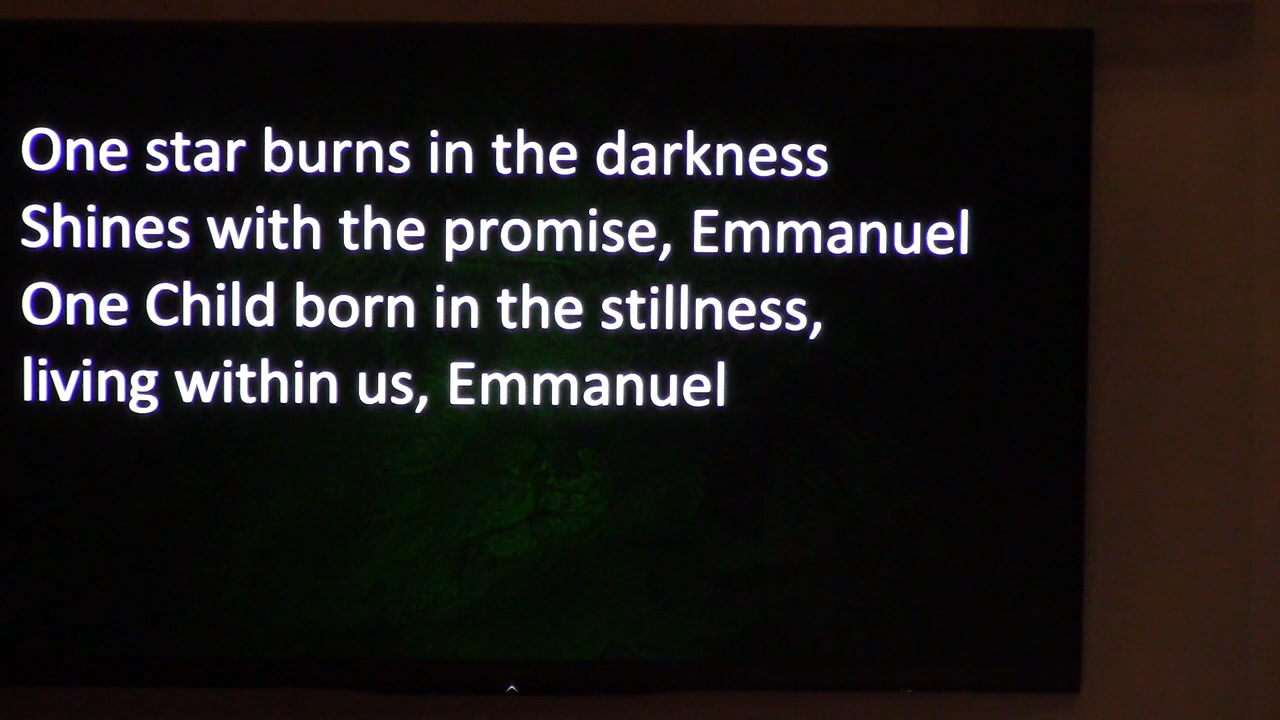 One star burns in the darkness
Shines with the promise, Emmanuel
One Child born in the stillness,
living within us, Emmanuel